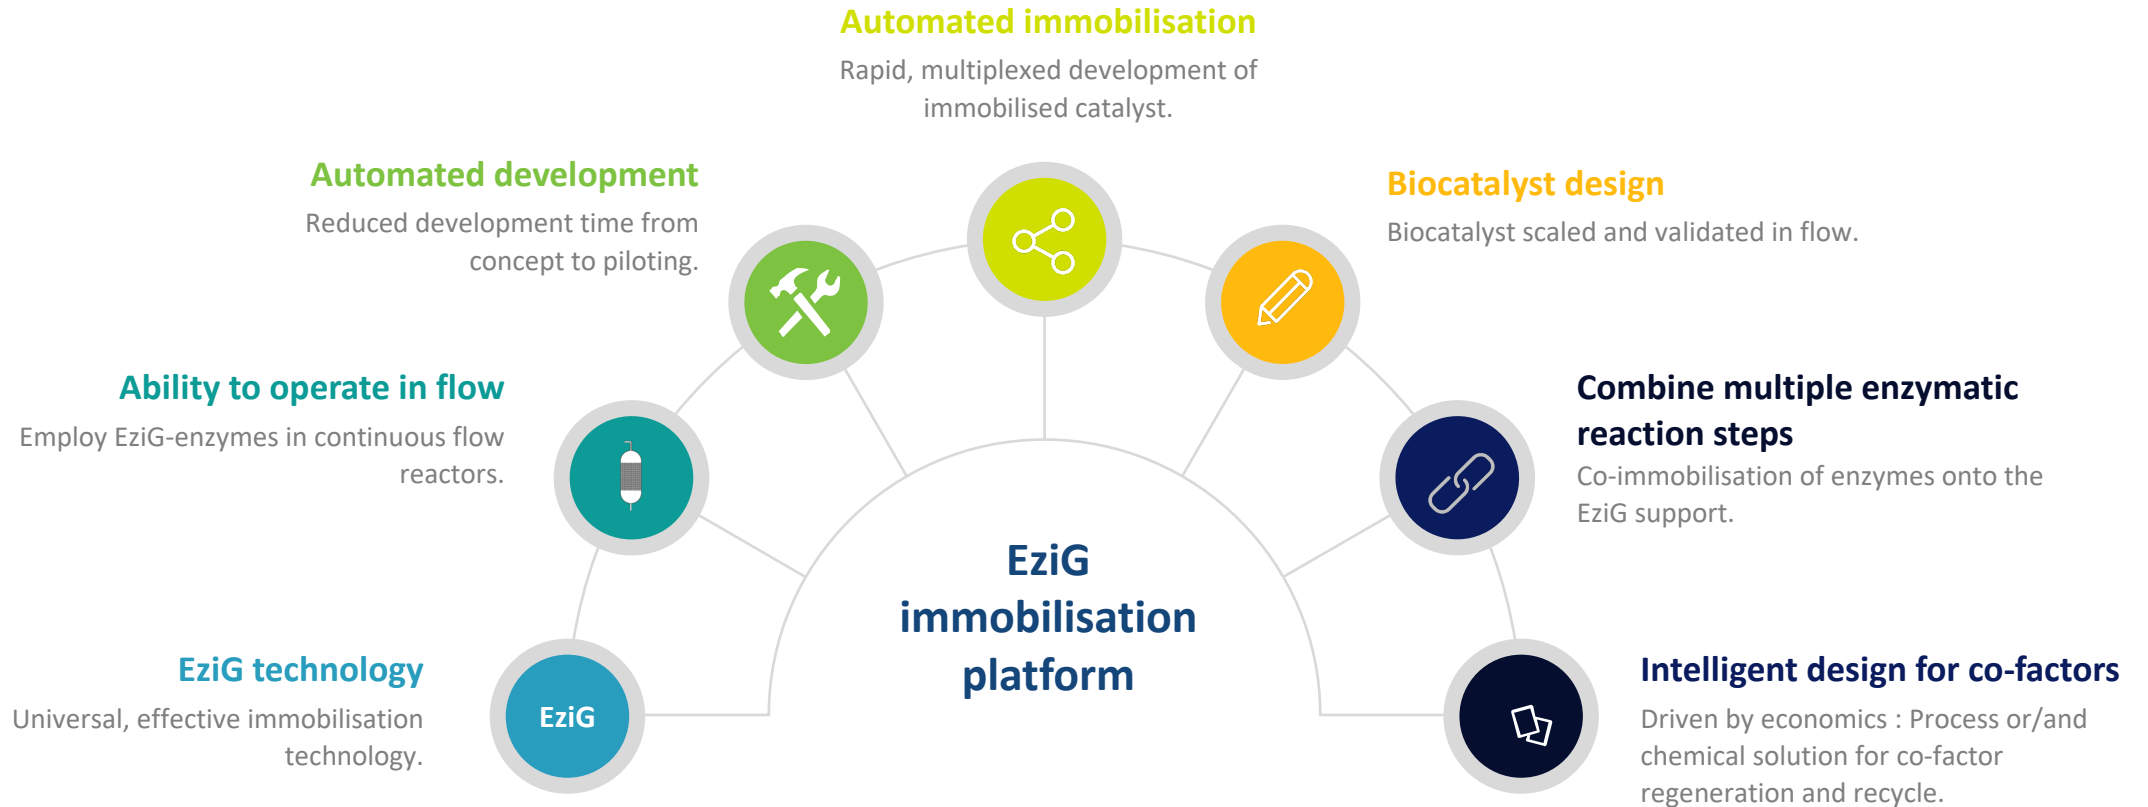 Automated immobilisation
Rapid, multiplexed development of
immobilised catalyst.
Automated development
Reduced development time from
concept to piloting.
Biocatalyst design
Biocatalyst scaled and validated in flow.
Ability to operate in flow
Employ EziG-enzymes in continuous flow
reactors.
Combine multiple enzymatic
reaction steps
Co-immobilisation of enzymes onto the
EziG support.
EziG
immobilisation
platform
EziG technology
Universal, effective immobilisation
technology.
EziG
Intelligent design for co-factors
Driven by economics : Process or/and
chemical solution for co-factor
regeneration and recycle.